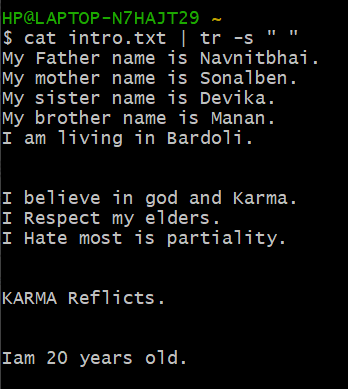 HP@LAPTOP-N7HAJT29 ~
$ cat intro.txt | tr -s " "
My Father name is Navnitbhai.
My mother name is Sonalben.
My sister name is Devika.
My brother name is Manan.
I am living in Bardoli.
I believe in god and Karma.
I Respect my elders.
I Hate most is partiality.
KARMA Reflicts.
Iam 20 years old.